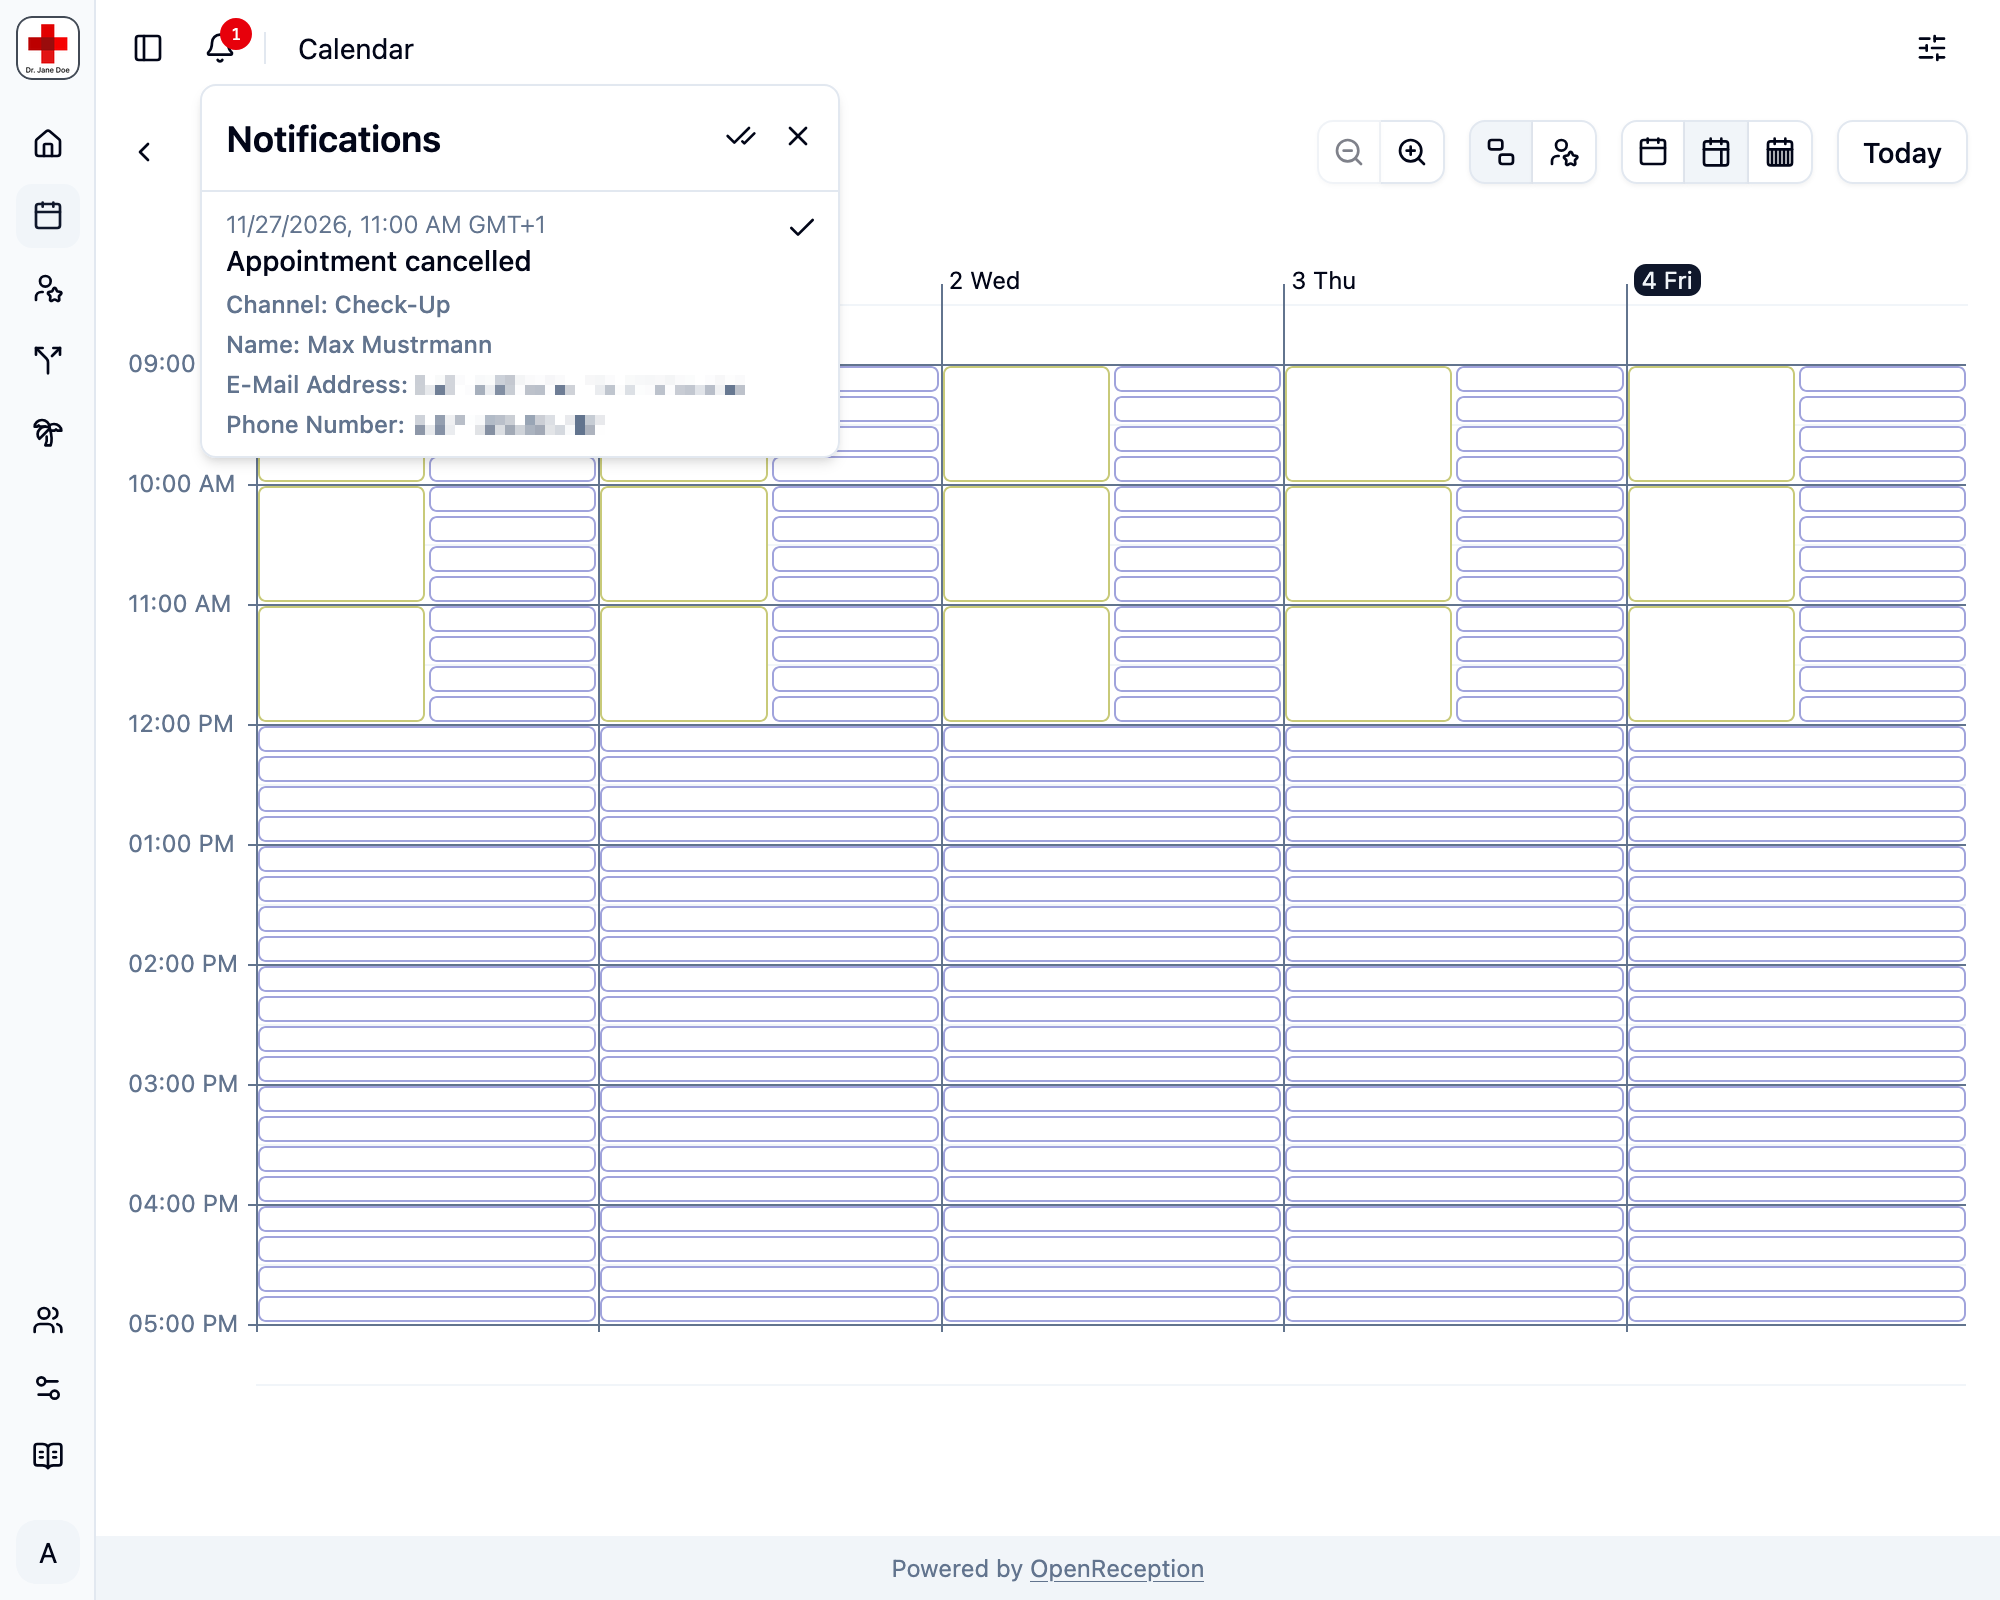 Dr. Jane Doe
1
Calendar
Notifications
11/27/2026, 11:00 AM GMT+1
Appointment cancelled
Channel: Check-Up
Name: Max Mustrmann
E-Mail Address:
Phone Number:
Today
2 Wed
3 Thu
4 Fri
09:00
10:00 AM
11:00 AM
12:00 PM
01:00 PM
02:00 PM
03:00 PM
04:00 PM
05:00 PM
A
Powered by OpenReception